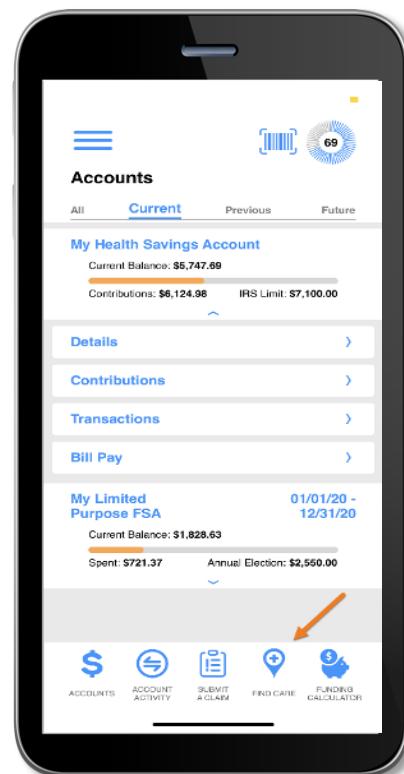 69
Accounts
All Current Previous Future
My Health Savings Account
Current Balance: $5,747.69
Contributions: $6,124.98 IRS Limit: $7,100.00
Details
Contributions
Transactions
Bill Pay
My Limited 01/01/20 -
Purpose FSA 12/31/20
Current Balance: $1,828.63
Spent: $721.37 Annual Election: $2,550.00
ACCOUNTS ACCOUNT SUBMIT FIND CARE FUNDING
ACTIVITY A CLAIM CALCULATOR